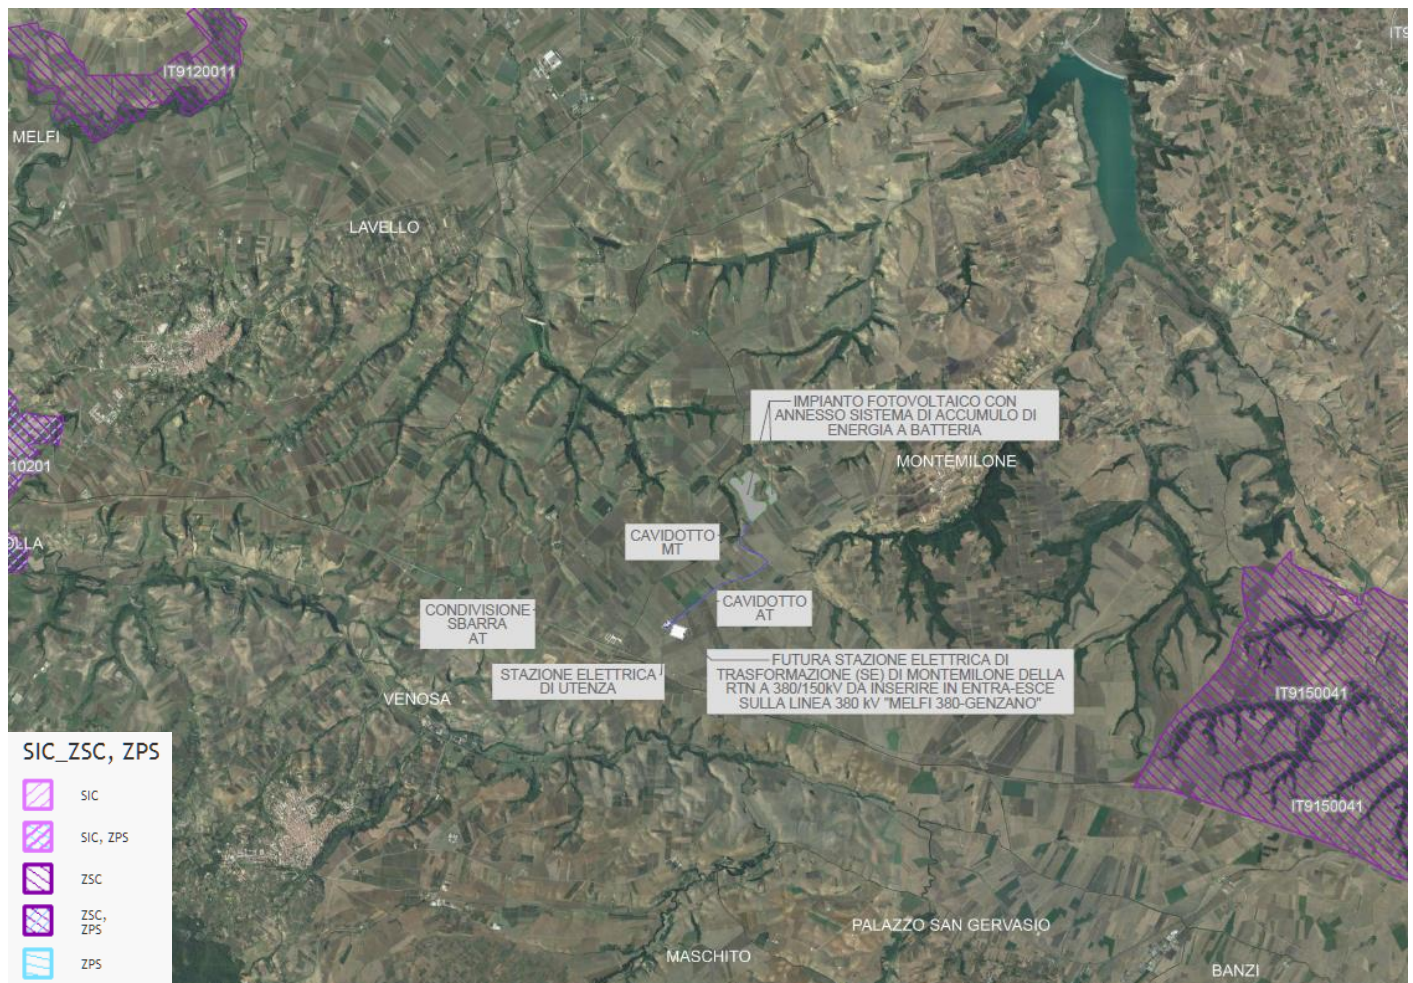 IT9120011
IT9
MELFI
LAVELLO
IMPIANTO FOTOVOLTAICO CON
ANNESSO SISTEMA DI ACCUMULO DI
ENERGIA A BATTERIA
MONTEMILONE
10201
CAVIDOTTO
MT
OLLA
CAVIDOTTO
AT
CONDIVISIONE
SBARRA
AT
STAZIONE ELETTRICA
DI UTENZA
FUTURA STAZIONE ELETTRICA DI
TRASFORMAZIONE (SE) DI MONTEMILONE DELLA
RTN A 380/150kV DA INSERIRE IN ENTRA-ESCE
SULLA LINEA 380 kV "MELFI 380-GENZANO"
VENOSA
IT9150041
IT9150041
SIC_ZSC, ZPS
SIC
SIC, ZPS
ZSC
ZSC,
ZPS
ZPS
PALAZZO SAN GERVASIO
MASCHITO
BANZI